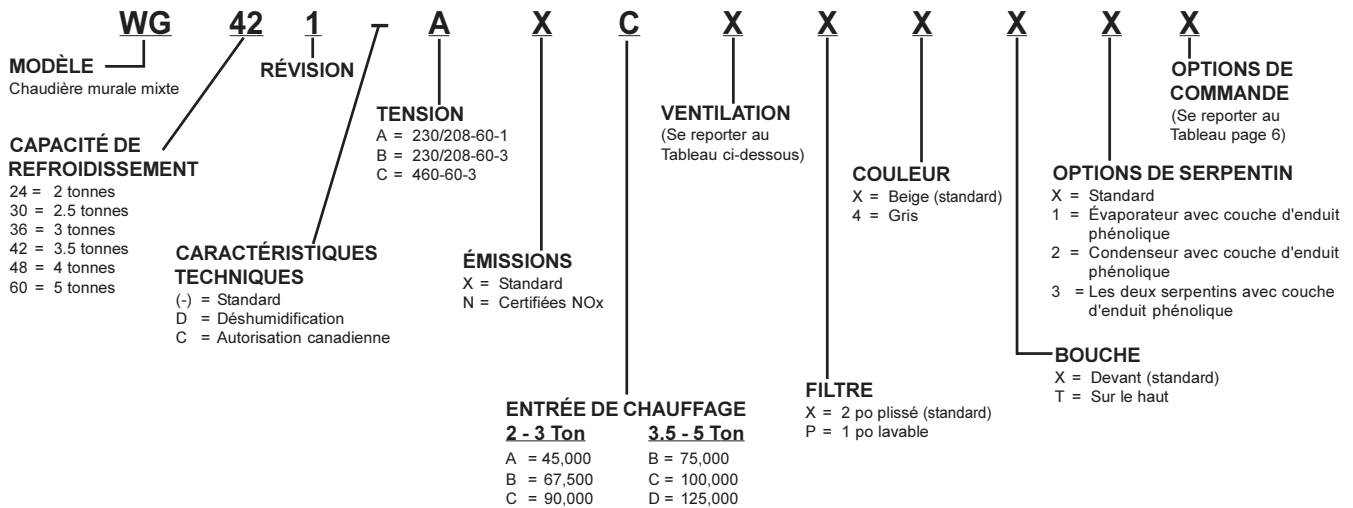 WG 42 1 - A X C X X X X X X
MODÈLE
Chaudière murale mixte
RÉVISION
CAPACITÉ DE
REFROIDISSEMENT
24 = 2 tonnes
30 = 2.5 tonnes
36 = 3 tonnes
42 = 3.5 tonnes
48 = 4 tonnes
60 = 5 tonnes
CARACTÉRISTIQUES
TECHNIQUES
(-) = Standard
D = Déshumidification
C = Autorisation canadienne
TENSION
A = 230/208-60-1
B = 230/208-60-3
C = 460-60-3
ÉMISSIONS
X = Standard
N = Certifiées NOx
ENTRÉE DE CHAUFFAGE
2 - 3 Ton
A = 45,000
B = 67,500
C = 90,000
3.5 - 5 Ton
B = 75,000
C = 100,000
D = 125,000
VENTILATION
(Se reporter au
Tableau ci-dessous)
FILTRE
X = 2 po plissé (standard)
P = 1 po lavable
COULEUR
X = Beige (standard)
4 = Gris
BOUCHE
X = Devant (standard)
T = Sur le haut
OPTIONS DE SERPENTIN
X = Standard
1 = Évaporateur avec couche d'enduit
phénolique
2 = Condenseur avec couche d'enduit
phénolique
3 = Les deux serpentins avec couche
d'enduit phénolique
OPTIONS DE
COMMANDE
(Se reporter au
Tableau page 6)